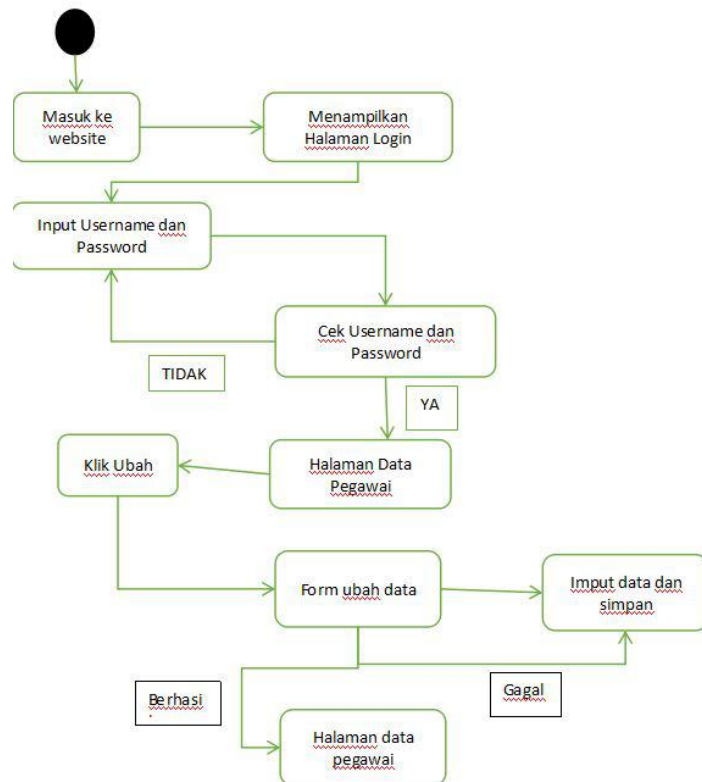 Masuk ke
website
Menampilkan
Halaman Login
Input Username dan
Password
Cek Username dan
Password
TIDAK
YA
Klik Ubah
Halaman Data
Pegawai
Form ubah data
Imput data dan
simpan
Berhasi
Gagal
Halaman data
pegawai